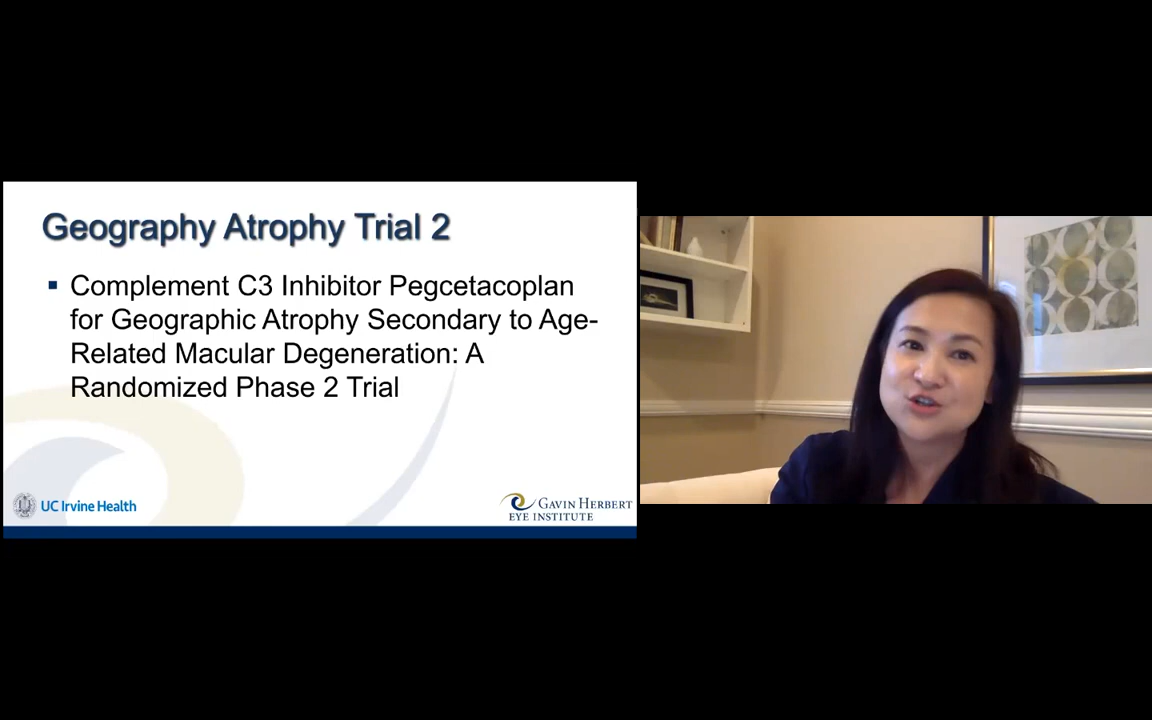 Geography Atrophy Trial 2
▪ Complement C3 Inhibitor Pegcetacoplan
for Geographic Atrophy Secondary to Age-
Related Macular Degeneration: A
Randomized Phase 2 Trial
UC Irvine Health
GAVIN HERBERT
EYE INSTITUTE